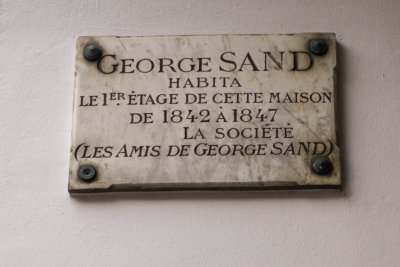 GEORGE SAND
HABITA
LE 1ER ÉTAGE DE CETTE MAISON
DE 1842 À 1847
LA SOCIÉTÉ
(LES AMIS DE GEORGE SAND)